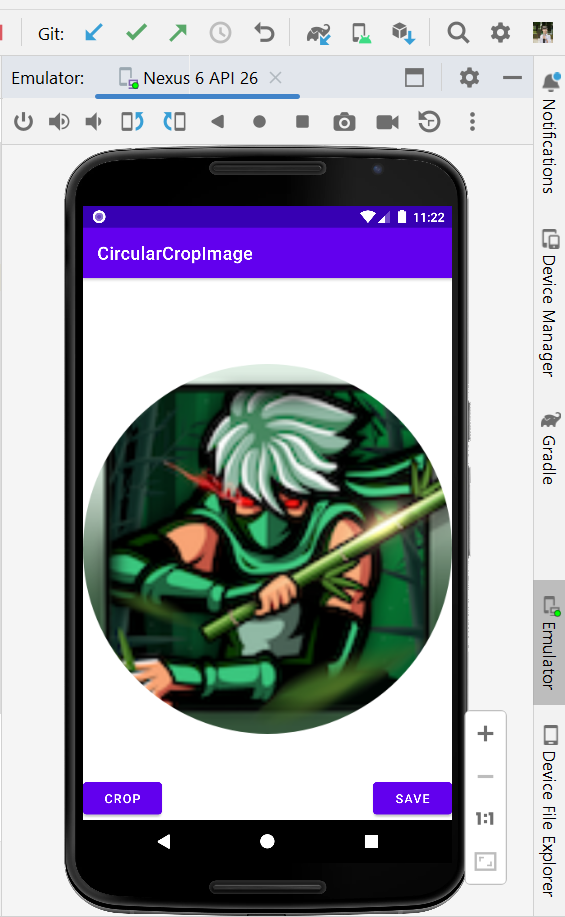 Git:
Emulator:
Nexus 6 API 26
11:22
CircularCropImage
CROP
SAVE
1:1
Notifications
Device Manager
Gradle
Emulator
Device File Explorer